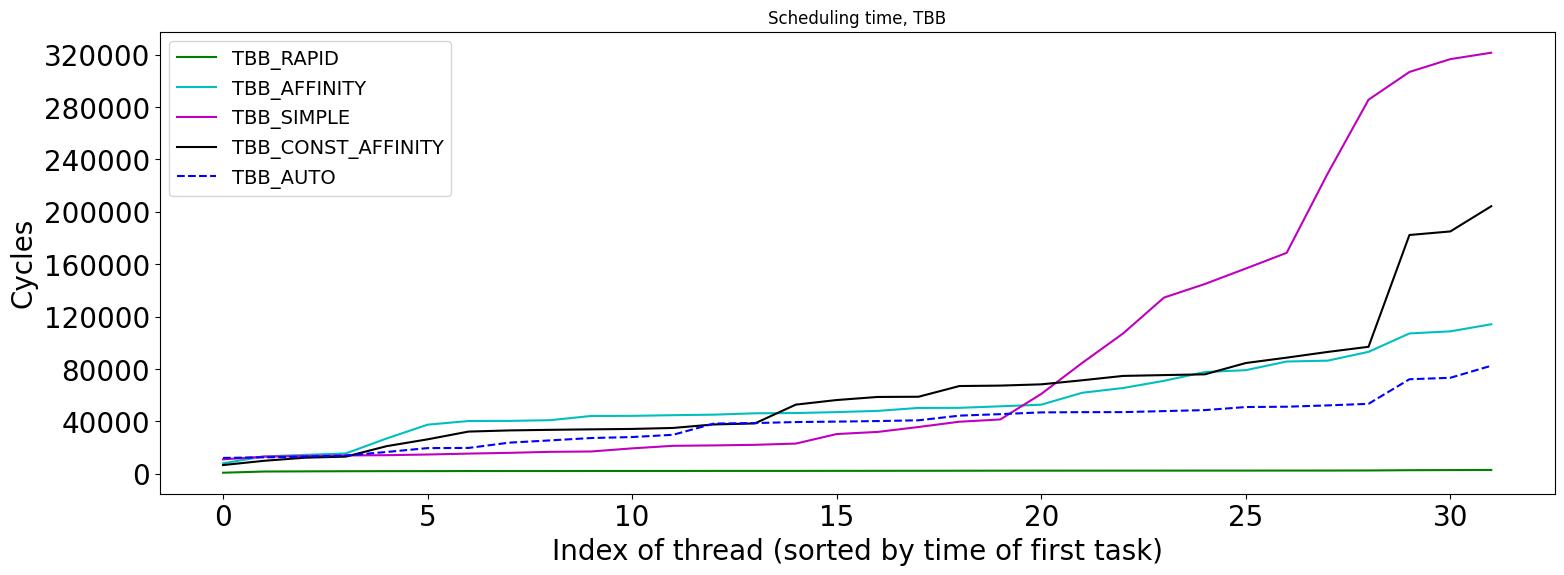 Scheduling time, TBB
320000
280000
240000
200000
160000
120000
80000
40000
0
Cycles
TBB_RAPID
TBB_AFFINITY
TBB_SIMPLE
TBB_CONST_AFFINITY
TBB_AUTO
0 5 10 15 20 25 30
Index of thread (sorted by time of first task)